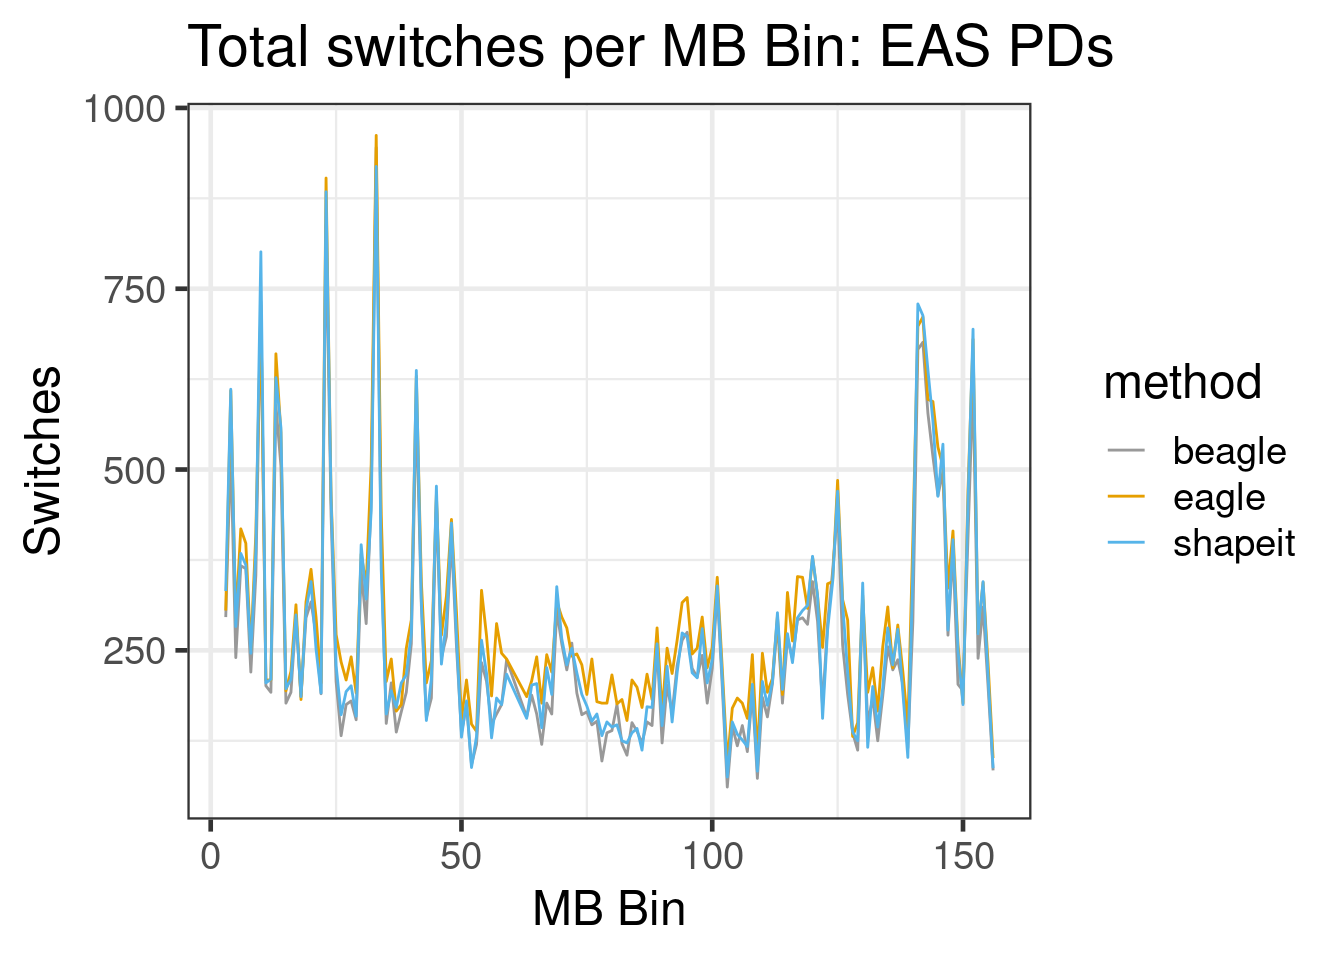 Total switches per MB Bin: EAS PDs
1000
750
500
250
Switches
0 50 100 150
MB Bin
method
beagle
eagle
shapeit